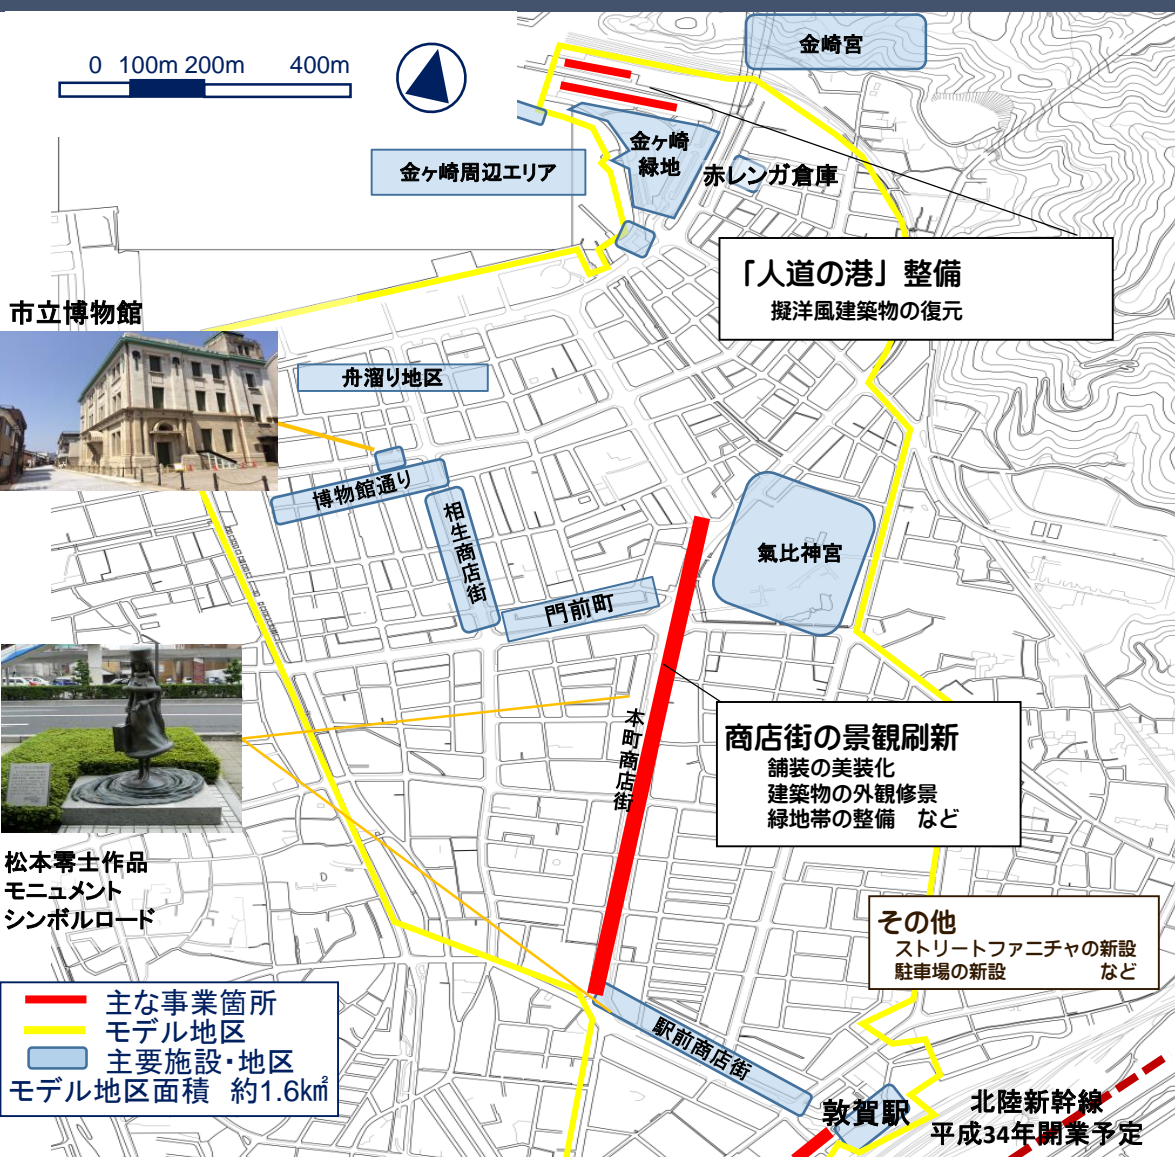 0 100m 200m 400m
金崎宮
金ヶ崎
緑地
金ヶ崎周辺エリア
赤レンガ倉庫
「人道の港」整備
擬洋風建築物の復元
市立博物館
舟溜り地区
博物館通り
相生商店街
氣比神宮
門前町
本町商店街
商店街の景観刷新
舗装の美装化
建築物の外観修景
緑地帯の整備 など
松本零士作品
モニュメント
シンボルロード
その他
ストリートファニチャの新設
駐車場の新設 など
主な事業箇所
モデル地区
主要施設・地区
モデル地区面積 約1.6㎢
駅前商店街
敦賀駅
北陸新幹線
平成34年開業予定